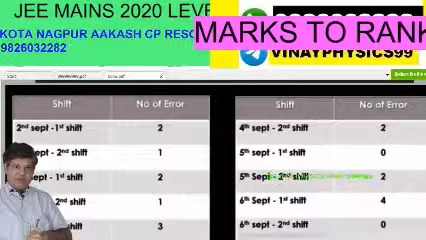 JEE MAINS 2020 LEVE
MARKS TO RANK
KOTA NAGPUR AAKASH CP RESO
9826032282
VINAYPHYSICS99
Start
Shift No of Error
2nd sept - 1st shift 2
sept - 2nd shift 1
sept - 1st shift 2
- 2nd shift 1
shift 3
Shift No of Error
4th sept - 2nd shift 2
5th sept - 1st shift 0
5th sept - 2nd shift 2
6th sept - 1st shift 4
6th sept - 2nd shift 0